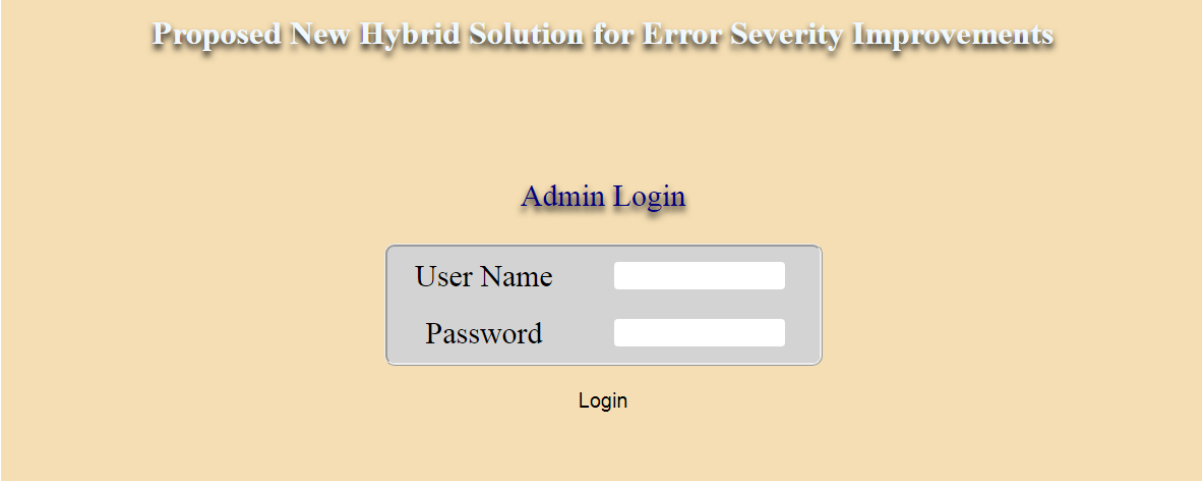 Proposed New Hybrid Solution for Error Severity Improvements
Admin Login
User Name
Password
Login